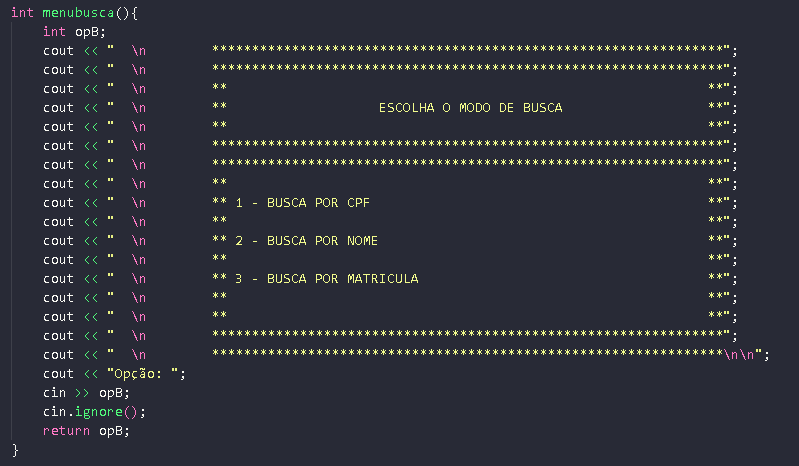 int menubusca(){
    int opB;
    cout << "  \n        ****************************************************************";
    cout << "  \n        ****************************************************************";
    cout << "  \n        **                                                            **";
    cout << "  \n        **                   ESCOLHA O MODO DE BUSCA                  **";
    cout << "  \n        **                                                            **";
    cout << "  \n        ****************************************************************";
    cout << "  \n        ****************************************************************";
    cout << "  \n        **                                                            **";
    cout << "  \n        ** 1 - BUSCA POR CPF                                          **";
    cout << "  \n        **                                                            **";
    cout << "  \n        ** 2 - BUSCA POR NOME                                         **";
    cout << "  \n        **                                                            **";
    cout << "  \n        ** 3 - BUSCA POR MATRICULA                                    **";
    cout << "  \n        **                                                            **";
    cout << "  \n        **                                                            **";
    cout << "  \n        ****************************************************************";
    cout << "  \n        ****************************************************************\n\n";
    cout << "Opção: ";
    cin >> opB;
    cin.ignore();
    return opB;
}